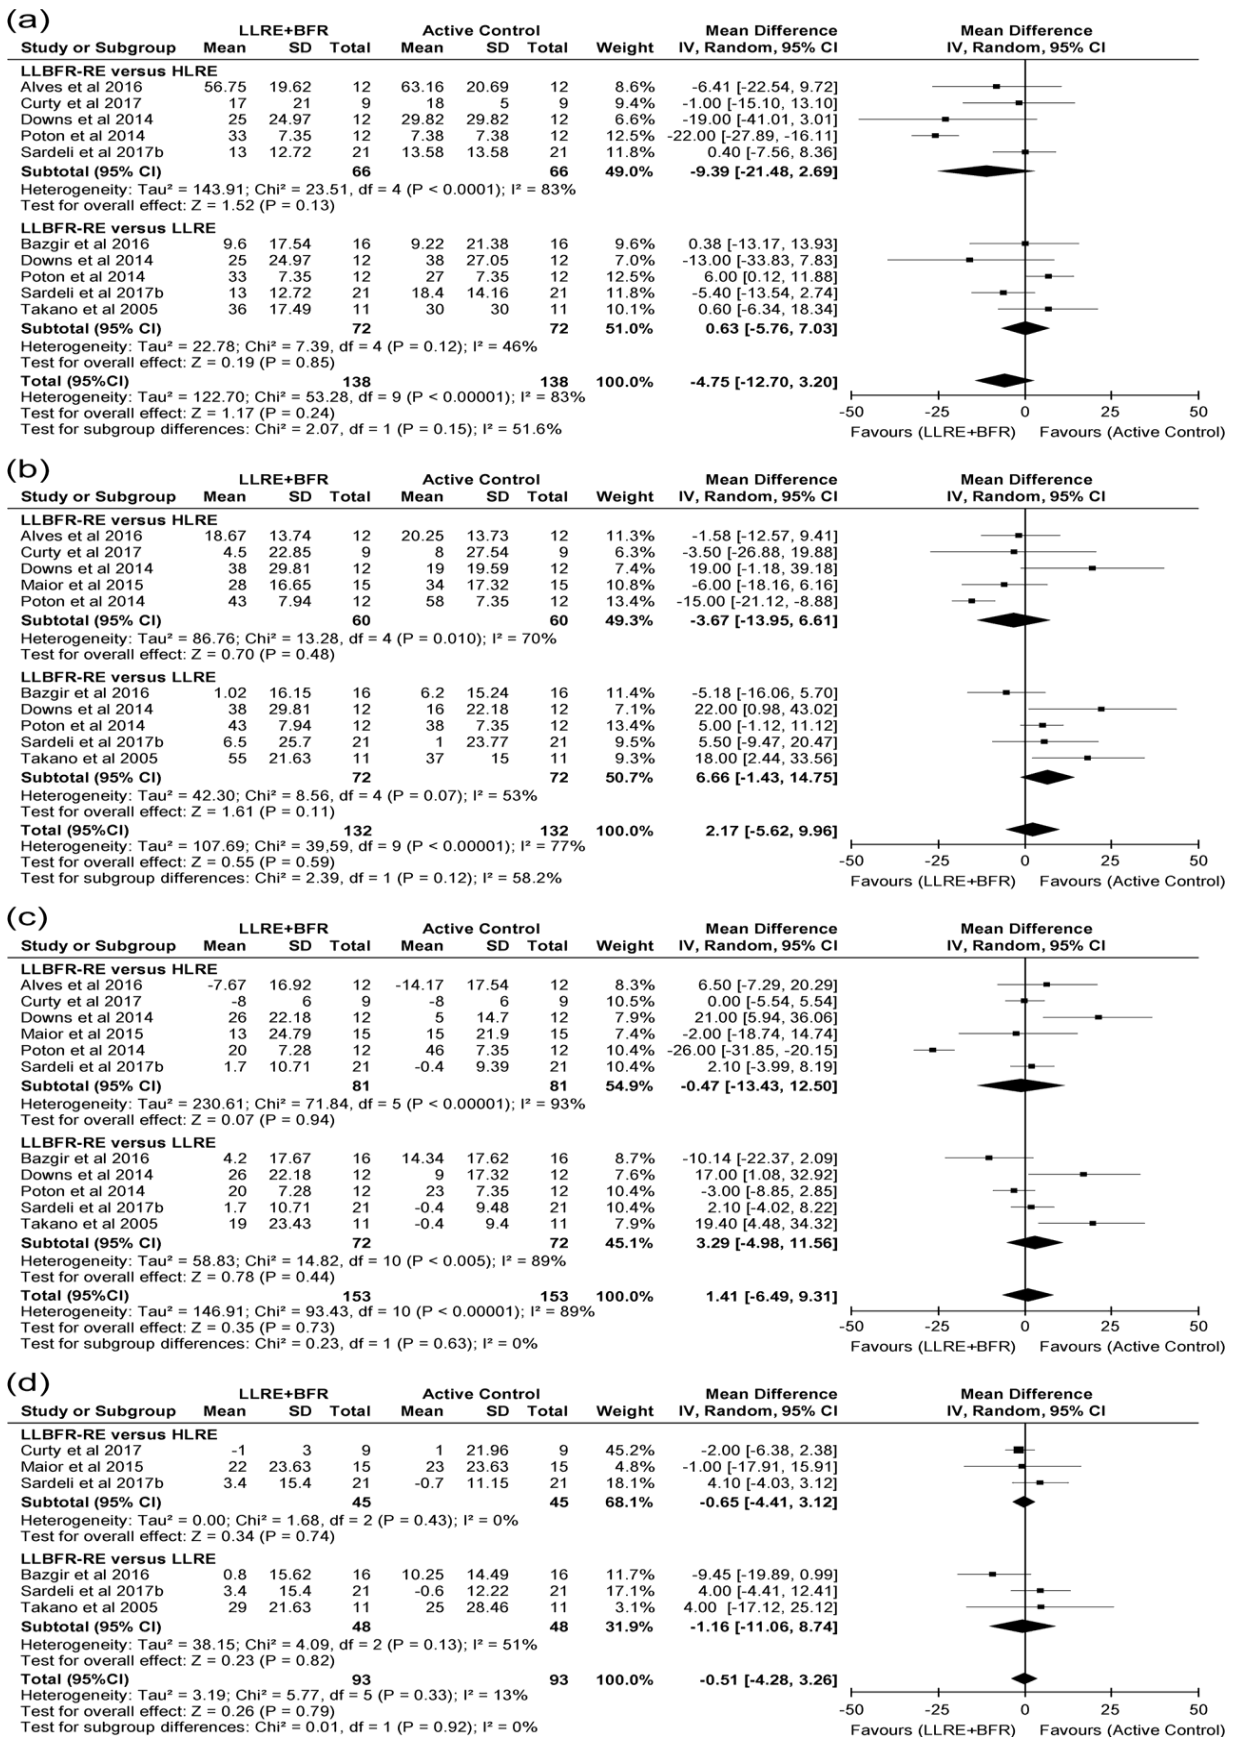 (a)
LLRE+BFR Active Control Mean Difference Mean Difference
Study or Subgroup Mean SD Total Mean SD Total Weight IV, Random, 95% CI IV, Random, 95% CI
LLBFR-RE versus HLRE
Alves et al 2016 56.75 19.62 12 63.16 20.69 12 8.6% -6.41 [-22.54, 9.72]
Curty et al 2017 17 21 9 18 5 9 9.4% -1.00 [-15.10, 13.10]
Downs et al 2014 25 24.97 12 29.82 29.82 12 6.6% -19.00 [-41.01, 3.01]
Poton et al 2014 33 7.35 12 7.38 7.38 12 12.5% -22.00 [-27.89, -16.11]
Sardeli et al 2017b 13 12.72 21 13.58 13.58 21 11.8% 0.40 [-7.56, 8.36]
Subtotal (95% CI) 66 66 49.0% -9.39 [-21.48, 2.69]
Heterogeneity: Tau² = 143.91; Chi² = 23.51, df = 4 (P < 0.0001); I² = 83%
Test for overall effect: Z = 1.52 (P = 0.13)
LLBFR-RE versus LLRE
Bazgir et al 2016 9.6 17.54 16 9.22 21.38 16 9.6% 0.38 [-13.17, 13.93]
Downs et al 2014 25 24.97 12 38 27.05 12 7.0% -13.00 [-33.83, 7.83]
Poton et al 2014 33 7.35 12 27 7.35 12 12.5% 6.00 [0.12, 11.88]
Sardeli et al 2017b 13 12.72 21 18.4 14.16 21 11.8% -5.40 [-13.54, 2.74]
Takano et al 2005 36 17.49 11 30 30 11 10.1% 0.60 [-6.34, 18.34]
Subtotal (95% CI) 72 72 51.0% 0.63 [-5.76, 7.03]
Heterogeneity: Tau² = 22.78; Chi² = 7.39, df = 4 (P = 0.12); I² = 46%
Test for overall effect: Z = 0.19 (P = 0.85)
Total (95%CI) 138 138 100.0% -4.75 [-12.70, 3.20]
Heterogeneity: Tau² = 122.70; Chi² = 53.28, df = 9 (P < 0.00001); I² = 83%
Test for overall effect: Z = 1.17 (P = 0.24)
Test for subgroup differences: Chi² = 2.07, df = 1 (P = 0.15); I² = 51.6%
-50 -25 0 25 50
Favours (LLRE+BFR) Favours (Active Control)
(b)
LLRE+BFR Active Control Mean Difference Mean Difference
Study or Subgroup Mean SD Total Mean SD Total Weight IV, Random, 95% CI IV, Random, 95% CI
LLBFR-RE versus HLRE
Alves et al 2016 18.67 13.74 12 20.25 13.73 12 11.3% -1.58 [-12.57, 9.41]
Curty et al 2017 4.5 22.85 9 8 27.54 9 6.3% -3.50 [-26.88, 19.88]
Downs et al 2014 38 29.81 12 19 19.59 12 7.4% 19.00 [-1.18, 39.18]
Maior et al 2015 28 16.65 15 34 17.32 15 10.8% -6.00 [-18.16, 6.16]
Poton et al 2014 43 7.94 12 58 7.35 12 13.4% -15.00 [-21.12, -8.88]
Subtotal (95% CI) 60 60 49.3% -3.67 [-13.95, 6.61]
Heterogeneity: Tau² = 86.76; Chi² = 13.28, df = 4 (P = 0.010); I² = 70%
Test for overall effect: Z = 0.70 (P = 0.48)
LLBFR-RE versus LLRE
Bazgir et al 2016 1.02 16.15 16 6.2 15.24 16 11.4% -5.18 [-16.06, 5.70]
Downs et al 2014 38 29.81 12 16 22.18 12 7.1% 22.00 [0.98, 43.02]
Poton et al 2014 43 7.94 12 38 7.35 12 13.4% 5.00 [-1.12, 11.12]
Sardeli et al 2017b 6.5 25.7 21 1 23.77 21 9.5% 5.50 [-9.47, 20.47]
Takano et al 2005 55 21.63 11 37 15 11 9.3% 18.00 [2.44, 33.56]
Subtotal (95% CI) 72 72 50.7% 6.66 [-1.43, 14.75]
Heterogeneity: Tau² = 42.30; Chi² = 8.56, df = 4 (P = 0.07); I² = 53%
Test for overall effect: Z = 1.61 (P = 0.11)
Total (95%CI) 132 132 100.0% 2.17 [-5.62, 9.96]
Heterogeneity: Tau² = 107.69; Chi² = 39,59, df = 9 (P < 0.00001); I² = 77%
Test for overall effect: Z = 0.55 (P = 0.59)
Test for subgroup differences: Chi² = 2.39, df = 1 (P = 0.12); I² = 58.2%
-50 -25 0 25 50
Favours (LLRE+BFR) Favours (Active Control)
(c)
LLRE+BFR Active Control Mean Difference Mean Difference
Study or Subgroup Mean SD Total Mean SD Total Weight IV, Random, 95% CI IV, Random, 95% CI
LLBFR-RE versus HLRE
Alves et al 2016 -7.67 16.92 12 -14.17 17.54 12 8.3% 6.50 [-7.29, 20.29]
Curty et al 2017 -8 6 9 -8 6 9 10.5% 0.00 [-5.54, 5.54]
Downs et al 2014 26 22.18 12 5 14.7 12 7.9% 21.00 [5.94, 36.06]
Maior et al 2015 13 24.79 15 15 21.9 15 7.4% -2.00 [-18.74, 14.74]
Poton et al 2014 20 7.28 12 46 7.35 12 10.4% -26.00 [-31.85, -20.15]
Sardeli et al 2017b 1.7 10.71 21 -0.4 9.39 21 10.4% 2.10 [-3.99, 8.19]
Subtotal (95% CI) 81 81 54.9% -0.47 [-13.43, 12.50]
Heterogeneity: Tau² = 230.61; Chi² = 71.84, df = 5 (P < 0.00001); I² = 93%
Test for overall effect: Z = 0.07 (P = 0.94)
LLBFR-RE versus LLRE
Bazgir et al 2016 4.2 17.67 16 14.34 17.62 16 8.7% -10.14 [-22.37, 2.09]
Downs et al 2014 26 22.18 12 9 17.32 12 7.6% 17.00 [1.08, 32.92]
Poton et al 2014 20 7.28 12 23 7.35 12 10.4% -3.00 [-8.85, 2.85]
Sardeli et al 2017b 1.7 10.71 21 -0.4 9.48 21 10.4% 2.10 [-4.02, 8.22]
Takano et al 2005 19 23.43 11 -0.4 9.4 11 7.9% 19.40 [4.48, 34.32]
Subtotal (95% CI) 72 72 45.1% 3.29 [-4.98, 11.56]
Heterogeneity: Tau² = 58.83; Chi² = 14.82, df = 10 (P < 0.005); I² = 89%
Test for overall effect: Z = 0.78 (P = 0.44)
Total (95%CI) 153 153 100.0% 1.41 [-6.49, 9.31]
Heterogeneity: Tau² = 146.91; Chi² = 93.43, df = 10 (P < 0.00001); I² = 89%
Test for overall effect: Z = 0.35 (P = 0.73)
Test for subgroup differences: Chi² = 0.23, df = 1 (P = 0.63); I² = 0%
-50 -25 0 25 50
Favours (LLRE+BFR) Favours (Active Control)
(d)
LLRE+BFR Active Control Mean Difference Mean Difference
Study or Subgroup Mean SD Total Mean SD Total Weight IV, Random, 95% CI IV, Random, 95% CI
LLBFR-RE versus HLRE
Curty et al 2017 -1 3 9 1 21.96 9 45.2% -2.00 [-6.38, 2.38]
Maior et al 2015 22 23.63 15 23 23.63 15 4.8% -1.00 [-17.91, 15.91]
Sardeli et al 2017b 3.4 15.4 21 -0.7 11.15 21 18.1% 4.10 [-4.03, 3.12]
Subtotal (95% CI) 45 45 68.1% -0.65 [-4.41, 3.12]
Heterogeneity: Tau² = 0.00; Chi² = 1.68, df = 2 (P = 0.43); I² = 0%
Test for overall effect: Z = 0.34 (P = 0.74)
LLBFR-RE versus LLRE
Bazgir et al 2016 0.8 15.62 16 10.25 14.49 16 11.7% -9.45 [-19.89, 0.99]
Sardeli et al 2017b 3.4 15.4 21 -0.6 12.22 21 17.1% 4.00 [-4.41, 12.41]
Takano et al 2005 29 21.63 11 25 28.46 11 3.1% 4.00 [-17.12, 25.12]
Subtotal (95% CI) 48 48 31.9% -1.16 [-11.06, 8.74]
Heterogeneity: Tau² = 38.15; Chi² = 4.09, df = 2 (P = 0.13); I² = 51%
Test for overall effect: Z = 0.23 (P = 0.82)
Total (95%CI) 93 93 100.0% -0.51 [-4.28, 3.26]
Heterogeneity: Tau² = 3.19; Chi² = 5.77, df = 5 (P = 0.33); I² = 13%
Test for overall effect: Z = 0.26 (P = 0.79)
Test for subgroup differences: Chi² = 0.01, df = 1 (P = 0.92); I² = 0%
-50 -25 0 25 50
Favours (LLRE+BFR) Favours (Active Control)